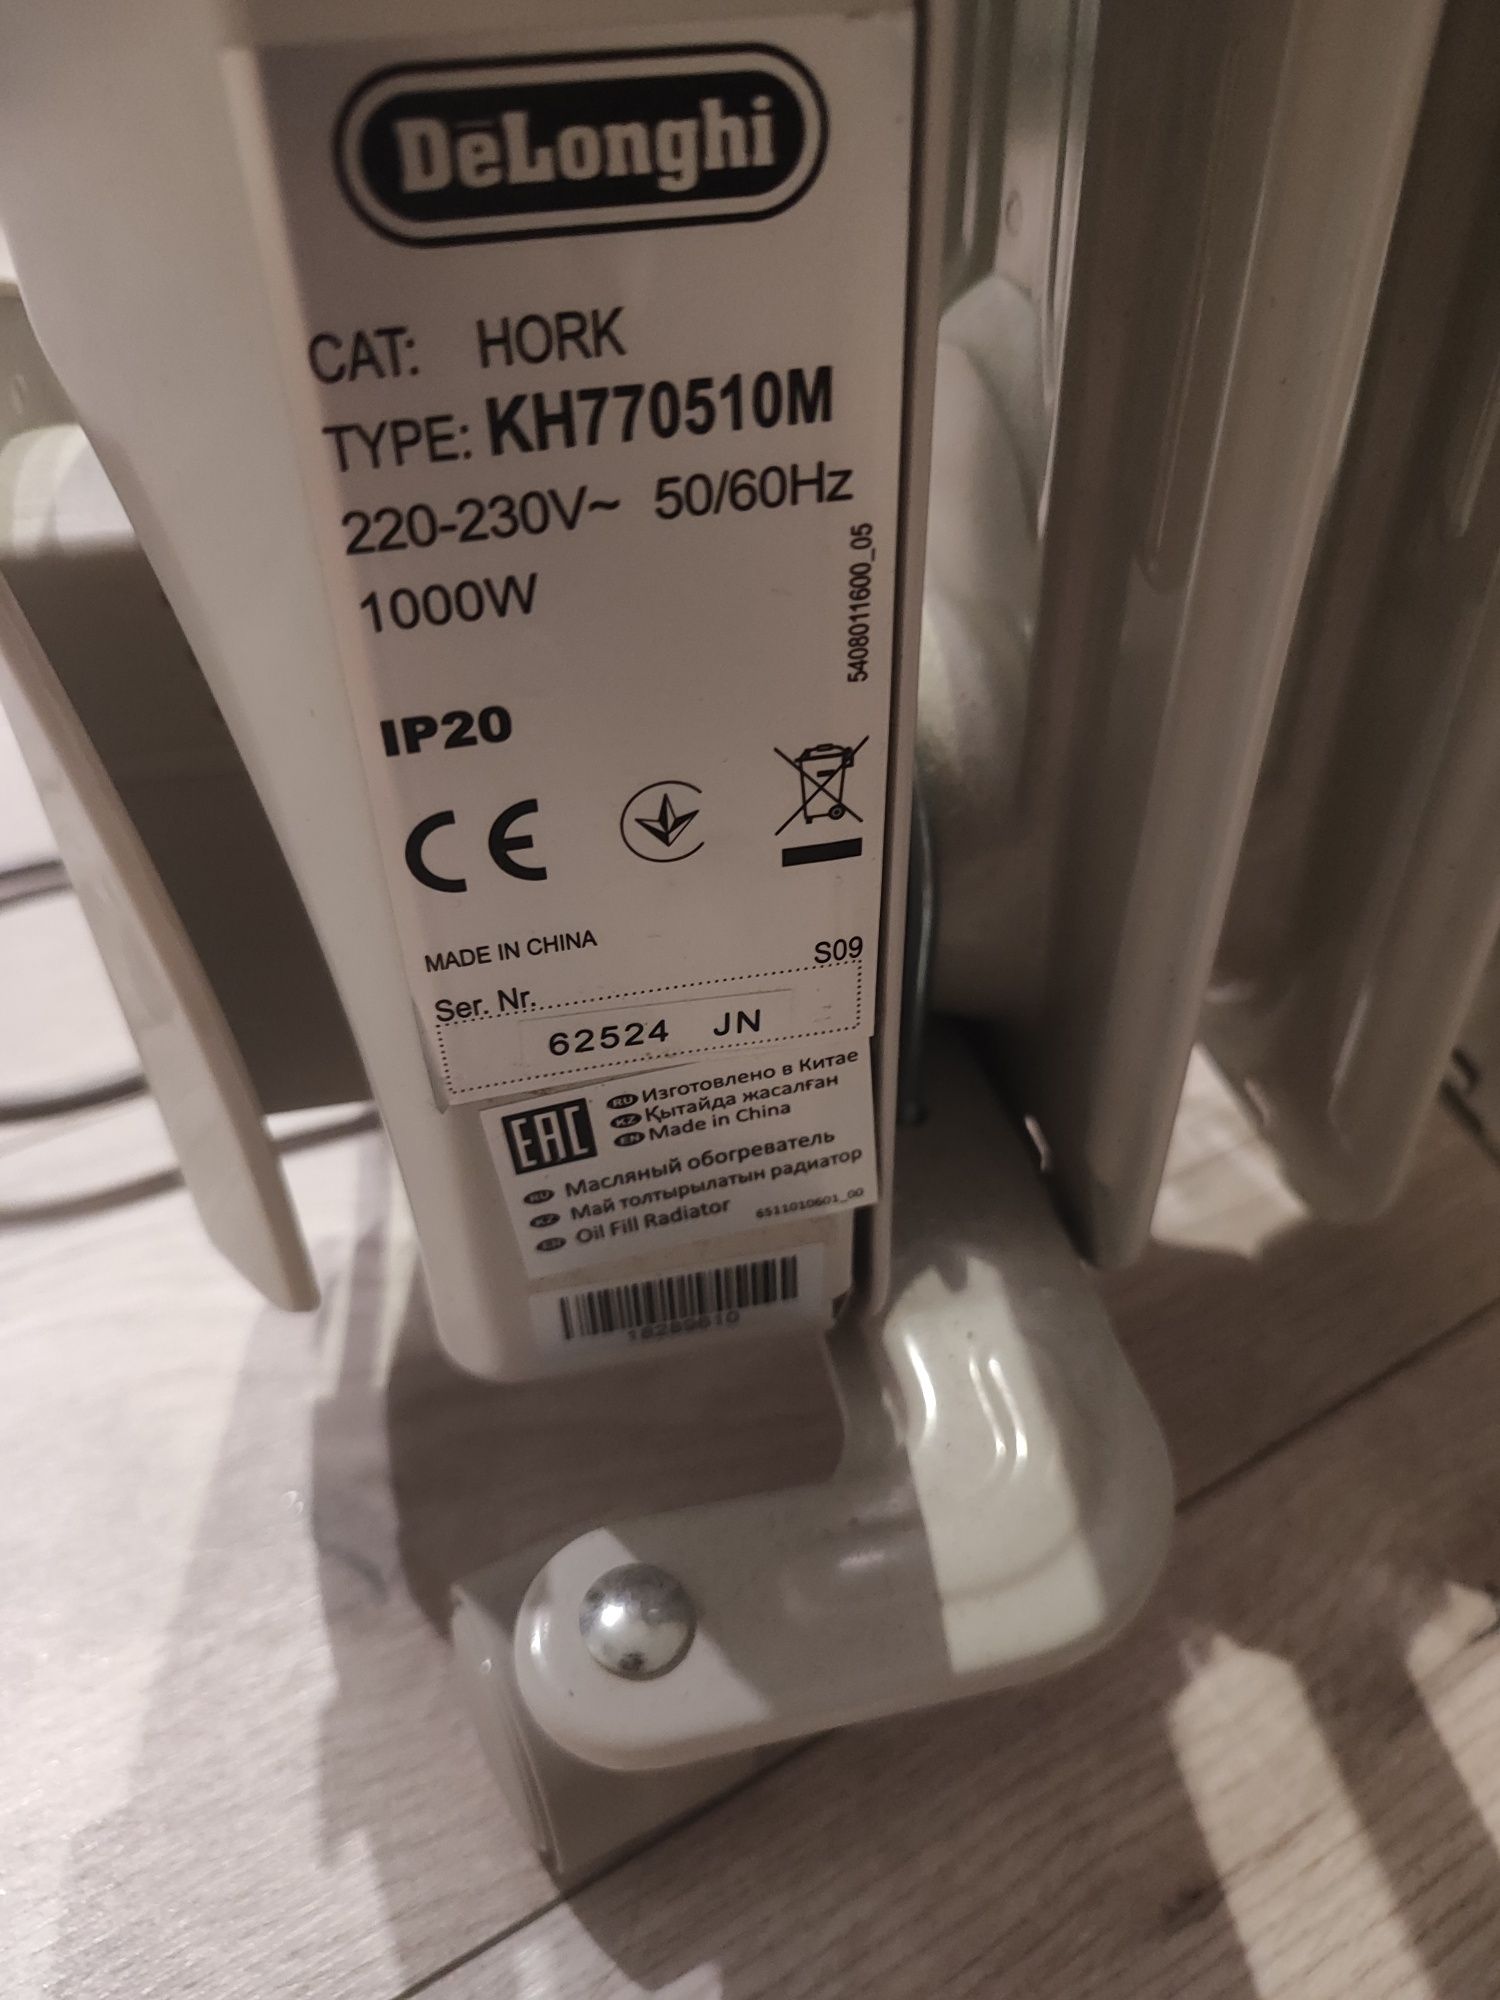 DeLonghi
CAT: HORK
TYPE: KH770510M
220-230V~ 50/60Hz
1000W
5408011600_05
IP20
CE
MADE IN CHINA
S09
Ser. Nr.
62524 JN
EAC
RU Изготовлено в Китае
KZ Қытайда жасалған
EN Made in China
RU Масляный обогреватель
KZ Май толтырылатын радиатор
EN Oil Fill Radiator
6511010601_00